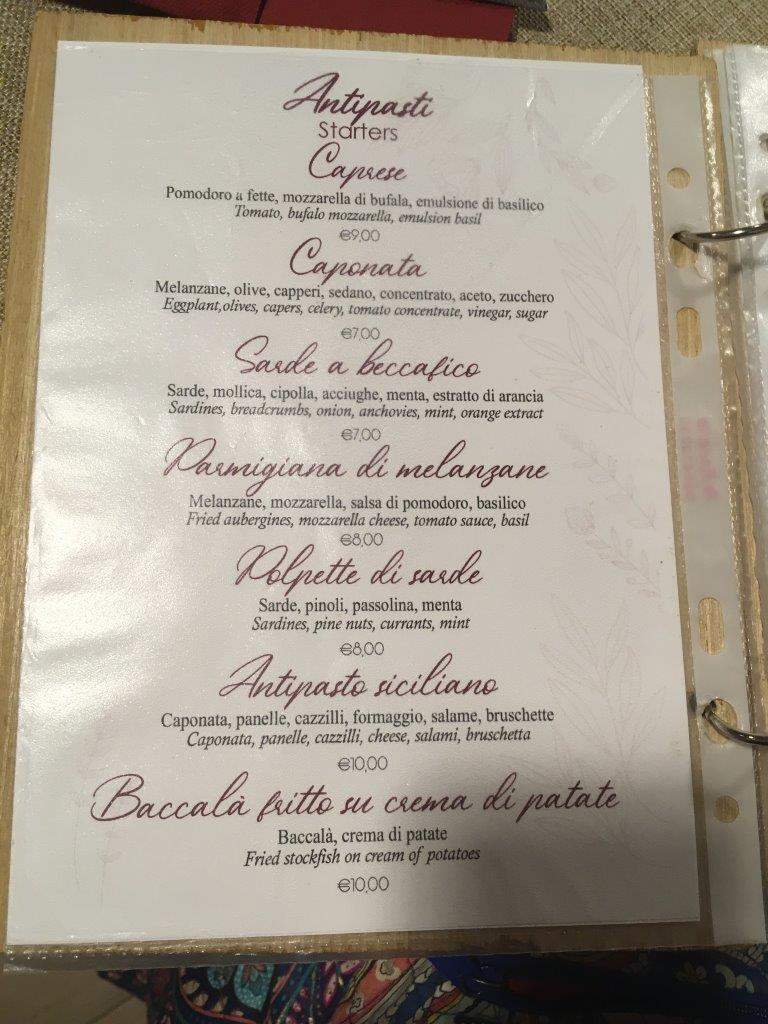 Antipasti
Starters
Caprese
Pomodoro a fette, mozzarella di bufala, emulsione di basilico
Tomato, bufalo mozzarella, emulsion basil
€9,00
Caponata
Melanzane, olive, capperi, sedano, concentrato, aceto, zucchero
Eggplant,olives, capers, celery, tomato concentrate, vinegar, sugar
€7,00
Sarde a beccafico
Sarde, mollica, cipolla, acciughe, menta, estratto di arancia
Sardines, breadcrumbs, onion, anchovies, mint, orange extract
€7,00
Parmigiana di melanzane
Melanzane, mozzarella, salsa di pomodoro, basilico
Fried aubergines, mozzarella cheese, tomato sauce, basil
€8,00
Polpette di sarde
Sarde, pinoli, passolina, menta
Sardines, pine nuts, currants, mint
€8,00
Antipasto siciliano
Caponata, panelle, cazzilli, formaggio, salame, bruschette
Caponata, panelle, cazzilli, cheese, salami, bruschetta
€10,00
Baccalà fritto su crema di patate
Baccalà, crema di patate
Fried stockfish on cream of potatoes
€10,00